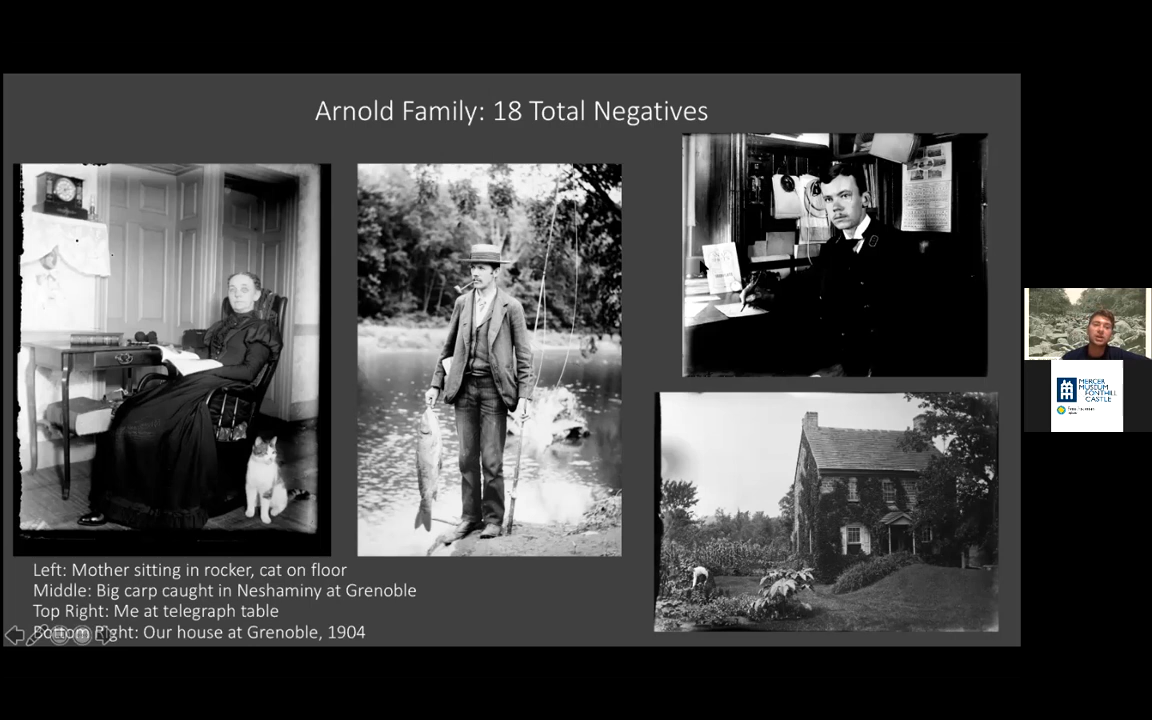 Arnold Family: 18 Total Negatives
Left: Mother sitting in rocker, cat on floor
Middle: Big carp caught in Neshaminy at Grenoble
Top Right: Me at telegraph table
Bottom Right: Our house at Grenoble, 1904
MERCER
MUSEUM
FONTHILL
CASTLE